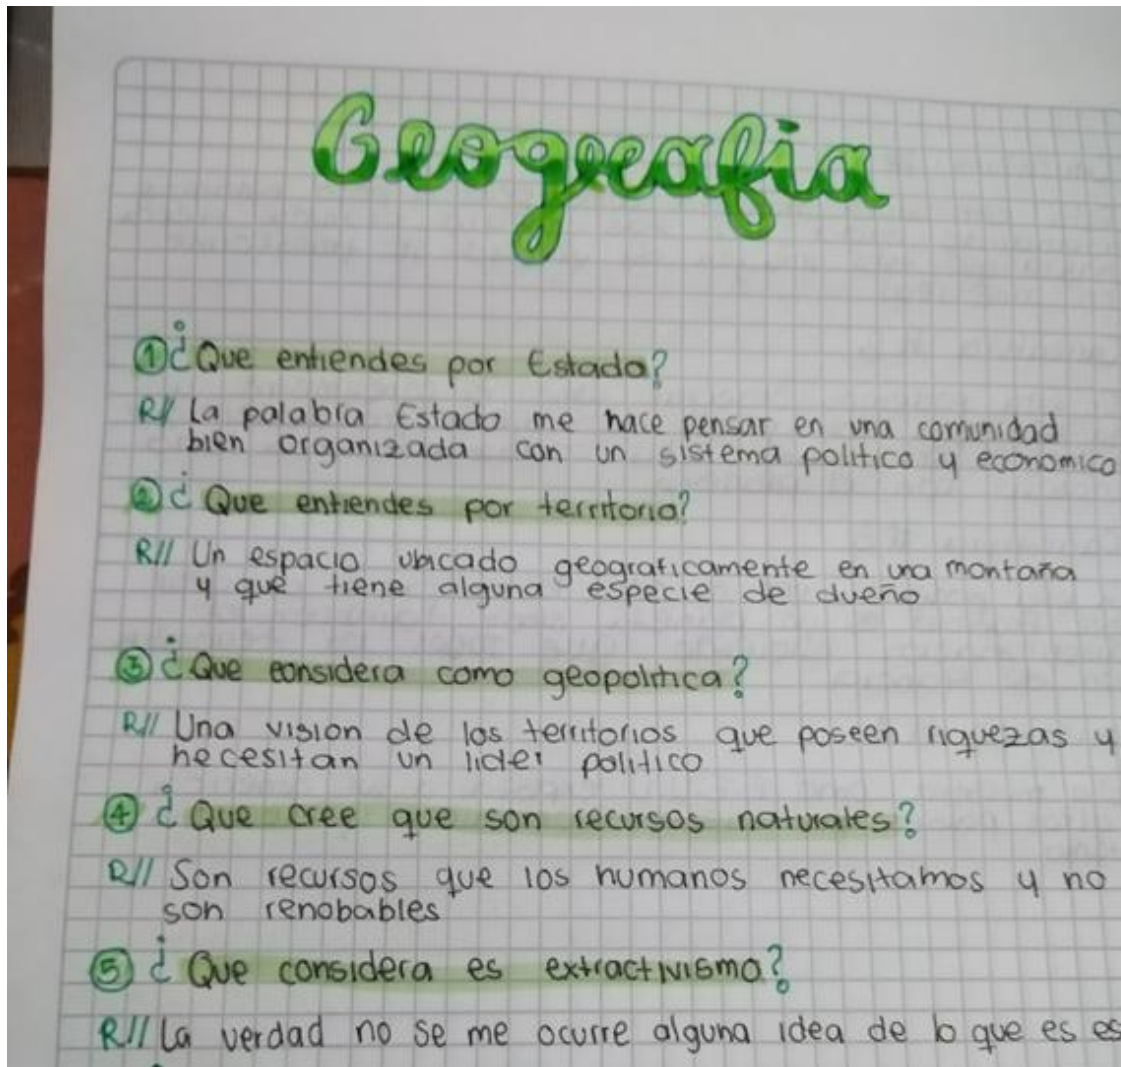 Geografia
① ¿Que entiendes por Estado?
R// La palabra Estado me hace pensar en una comunidad
bien organizada con un sistema politico y economico
② ¿Que entiendes por territorio?
R// Un espacio ubicado geograficamente en una montaña
y que tiene alguna especie de dueño
③ ¿Que considera como geopolitica?
R// Una vision de los territorios que poseen riquezas y
necesitan un lider politico
④ ¿Que cree que son recursos naturales?
R// Son recursos que los humanos necesitamos y no
son renobables
⑤ ¿Que considera es extractivismo?
R// La verdad no se me ocurre alguna idea de lo que es es